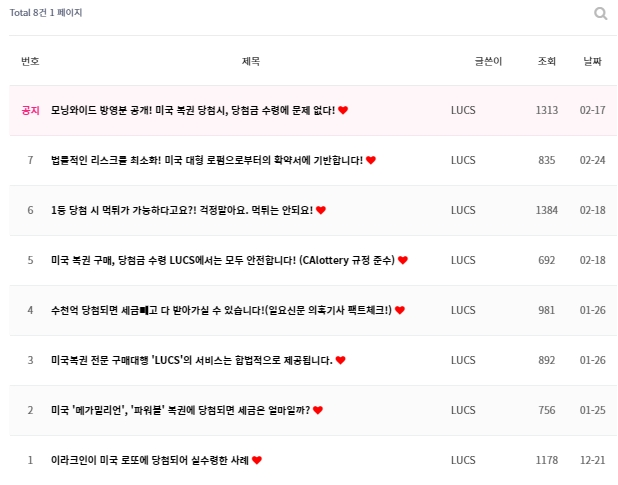 Total 8건 1 페이지
번호 제목 글쓴이 조회 날짜
공지 모닝와이드 방영분 공개! 미국 복권 당첨시, 당첨금 수령에 문제 없다! LUCS 1313 02-17
7 법률적인 리스크를 최소화! 미국 대형 로펌으로부터의 확약서에 기반합니다! LUCS 835 02-24
6 1등 당첨 시 먹튀가 가능하다고요?! 걱정말아요. 먹튀는 안되요! LUCS 1384 02-18
5 미국 복권 구매, 당첨금 수령 LUCS에서는 모두 안전합니다! (CAlottery 규정 준수) LUCS 692 02-18
4 수천억 당첨되면 세금빼고 다 받아가실 수 있습니다!(일요신문 의혹기사 팩트체크!) LUCS 981 01-26
3 미국복권 전문 구매대행 'LUCS'의 서비스는 합법적으로 제공됩니다. LUCS 892 01-26
2 미국 '메가밀리언', '파워볼' 복권에 당첨되면 세금은 얼마일까? LUCS 756 01-25
1 이라크인이 미국 로또에 당첨되어 실수령한 사례 LUCS 1178 12-21